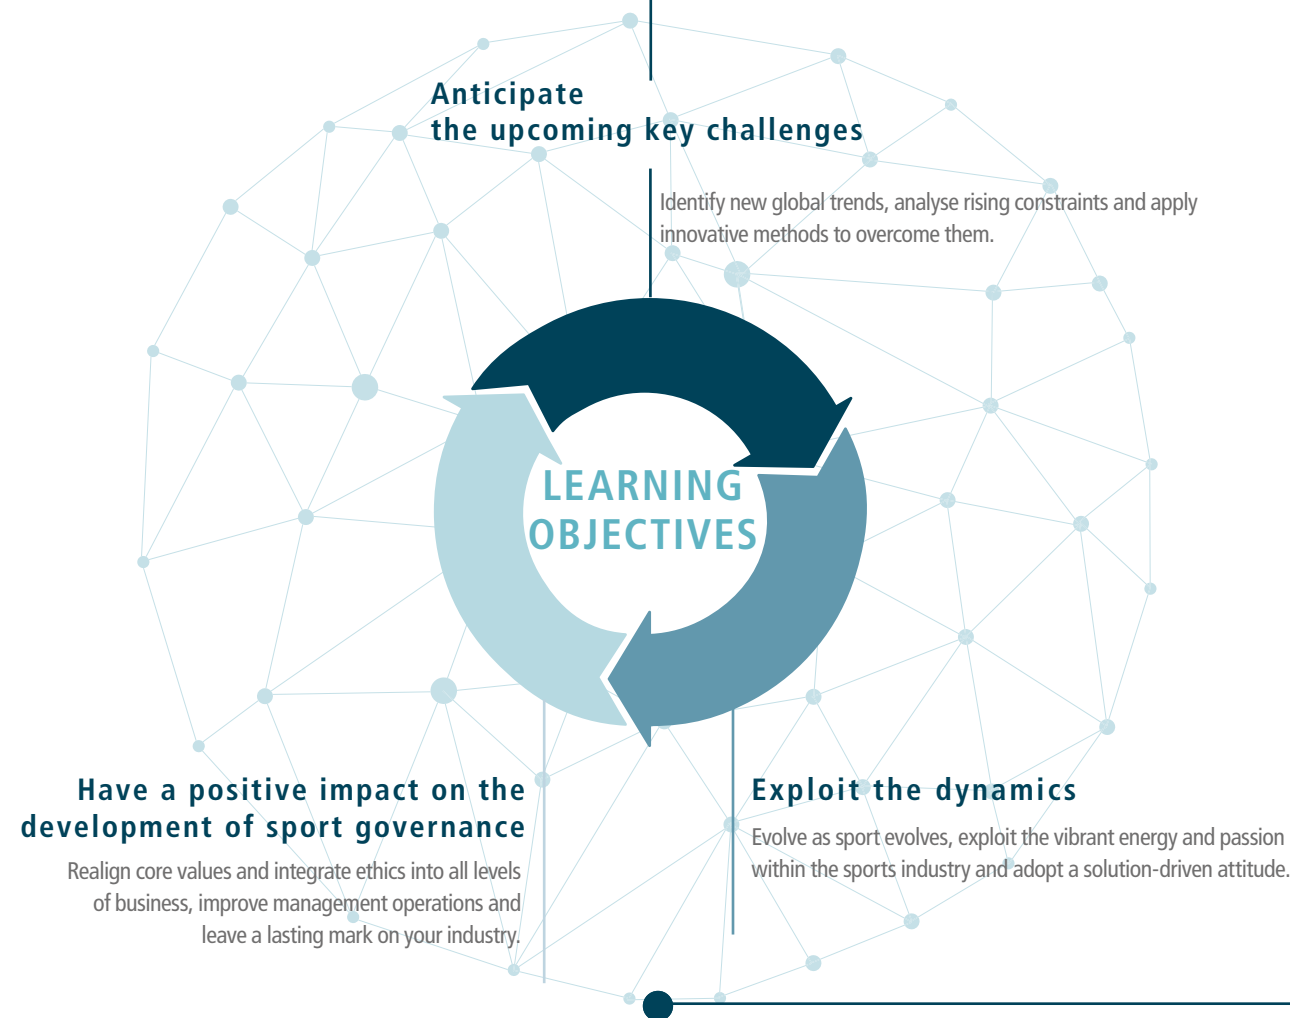 Anticipate
the upcoming key challenges
Identify new global trends, analyse rising constraints and apply
innovative methods to overcome them.
LEARNING
OBJECTIVES
Have a positive impact on the
development of sport governance
Realign core values and integrate ethics into all levels
of business, improve management operations and
leave a lasting mark on your industry.
Exploit the dynamics
Evolve as sport evolves, exploit the vibrant energy and passion
within the sports industry and adopt a solution-driven attitude.